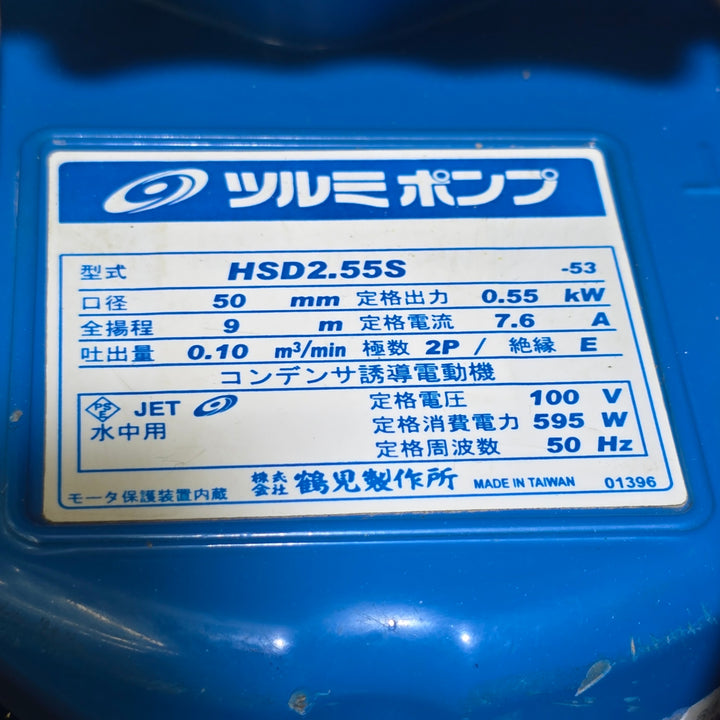 ツルミポンプ
型式 HSD2.55S -53
口径 50 mm 定格出力 0.55 kW
全揚程 9 m 定格電流 7.6 A
吐出量 0.10 m³/min 極数 2P / 絶縁 E
コンデンサ誘導電動機
PSE JET 定格電圧 100 V
水中用 定格消費電力 595 W
定格周波数 50 Hz
モータ保護装置内蔵 株式会社 鶴見製作所 MADE IN TAIWAN 01396